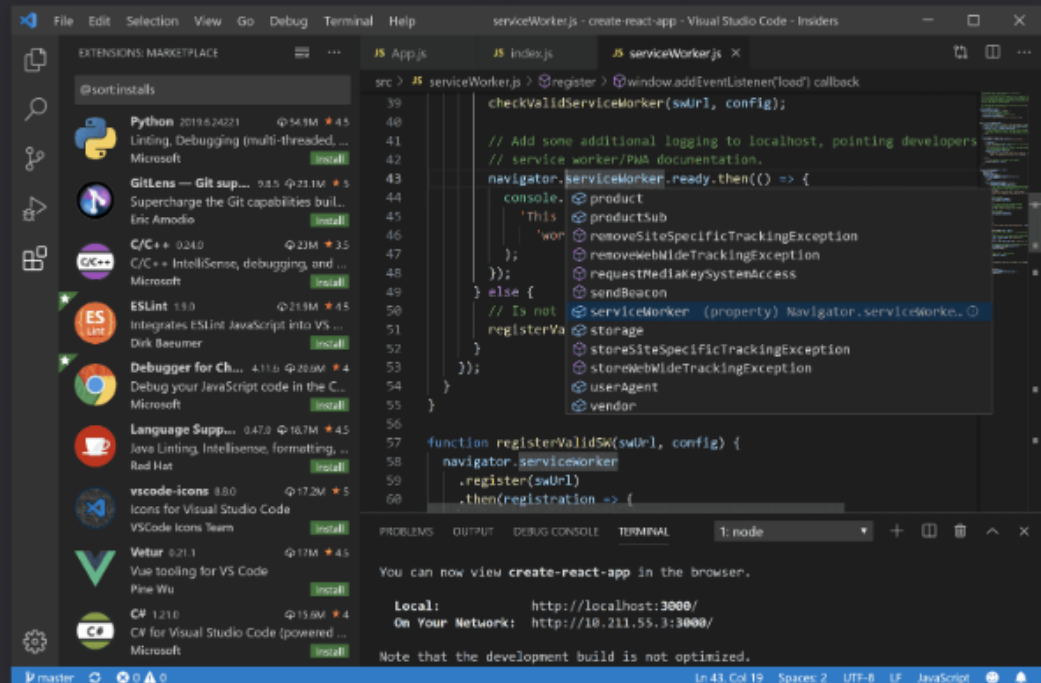 File Edit Selection View Go Debug Terminal Help
serviceWorker.js - create-react-app - Visual Studio Code - Insiders
EXTENSIONS: MARKETPLACE
@sort:installs
Python 2019.6.24221 54.9M ★ 4.5
Linting, Debugging (multi-threaded, ...
Microsoft Install
GitLens — Git sup... 9.8.5 23.1M ★ 5
Supercharge the Git capabilities buil...
Eric Amodio Install
C/C++ 0.24.0 23M ★ 3.5
C/C++ IntelliSense, debugging, and ...
Microsoft Install
ESLint 1.9.0 21.9M ★ 4.5
Integrates ESLint JavaScript into VS ...
Dirk Baeumer Install
Debugger for Ch... 4.11.6 20.6M ★ 4
Debug your JavaScript code in the C...
Microsoft Install
Language Supp... 0.47.0 18.7M ★ 4.5
Java Linting, Intellisense, formatting, ...
Red Hat Install
vscode-icons 8.8.0 17.2M ★ 5
Icons for Visual Studio Code
VSCode Icons Team Install
Vetur 0.21.1 17M ★ 4.5
Vue tooling for VS Code
Pine Wu Install
C# 1.21.0 15.6M ★ 4
C# for Visual Studio Code (powered ...
Microsoft Install
C/C++
ES
Lint
C#
JS App.js JS index.js JS serviceWorker.js ×
src > JS serviceWorker.js > register > window.addEventListener('load') callback
39 checkValidServiceWorker(swUrl, config);
40
41 // Add some additional logging to localhost, pointing developers
42 // service worker/PWA documentation.
43 navigator.serviceWorker.ready.then(() => {
44 console.
45 'This
46 'wor
47 );
48 });
49 } else {
50 // Is not
51 registerVa
52 }
53 });
54 }
55 }
56
57 function registerValidSW(swUrl, config) {
58 navigator.serviceWorker
59 .register(swUrl)
60 .then(registration => {
product
productSub
removeSiteSpecificTrackingException
removeWebWideTrackingException
requestMediaKeySystemAccess
sendBeacon
serviceWorker (property) Navigator.serviceWorke…
storage
storeSiteSpecificTrackingException
storeWebWideTrackingException
userAgent
vendor
PROBLEMS OUTPUT DEBUG CONSOLE TERMINAL 1: node
You can now view create-react-app in the browser.
Local: http://localhost:3000/
On Your Network: http://10.211.55.3:3000/
Note that the development build is not optimized.
master 0 0 Ln 43, Col 19 Spaces: 2 UTF-8 LF JavaScript